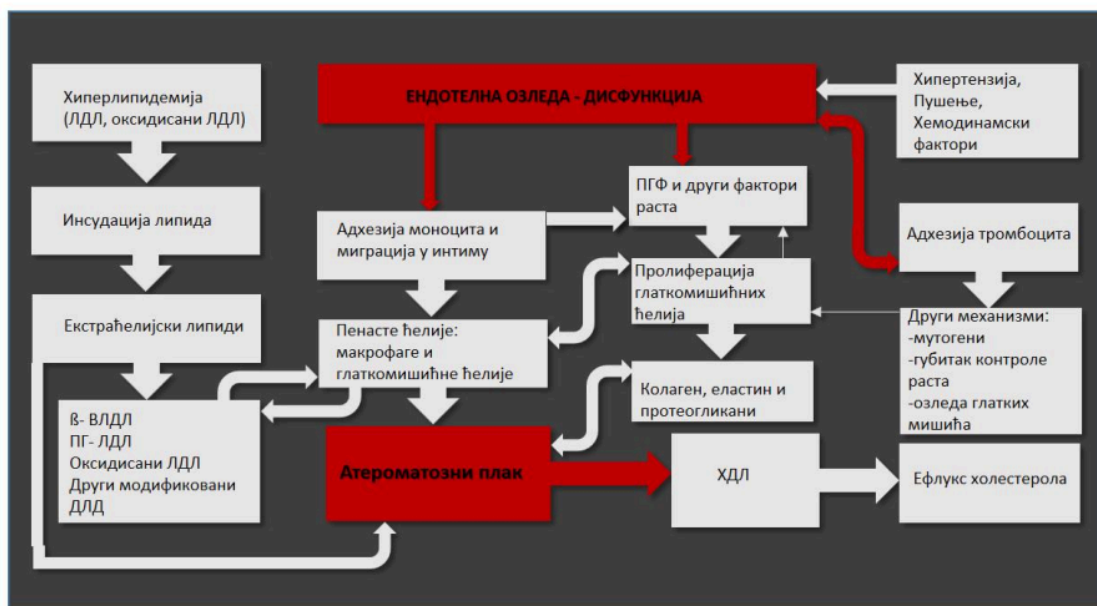 Хиперлипидемија
(ЛДЛ, оксидисани ЛДЛ)
ЕНДОТЕЛНА ОЗЛЕДА - ДИСФУНКЦИЈА
Хипертензија,
Пушење,
Хемодинамски
фактори
Инсудација липида
Адхезија моноцита и
миграција у интиму
ПГФ и други фактори
раста
Адхезија тромбоцита
Екстраћелијски липиди
Пенасте ћелије:
макрофаге и
глаткомишићне ћелије
Пролиферација
глаткомишићних
ћелија
Други механизми:
-мутогени
-губитак контроле
раста
-озледа глатких
мишића
ß- ВЛДЛ
ПГ- ЛДЛ
Оксидисани ЛДЛ
Други модификовани
ДЛД
Колаген, еластин и
протеогликани
Атероматозни плак
ХДЛ
Ефлукс холестерола